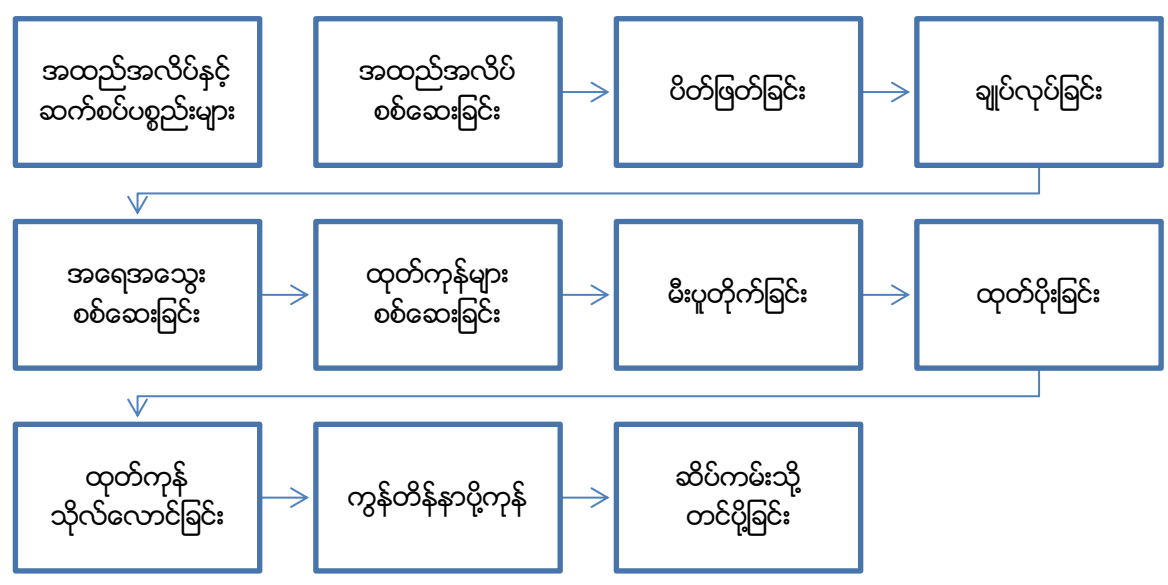 အထည်အလိပ်နှင့်
ဆက်စပ်ပစ္စည်းများ
အထည်အလိပ်
စစ်ဆေးခြင်း
ပိတ်ဖြတ်ခြင်း
ချုပ်လုပ်ခြင်း
အရေအသွေး
စစ်ဆေးခြင်း
ထုတ်ကုန်များ
စစ်ဆေးခြင်း
မီးပူတိုက်ခြင်း
ထုတ်ပိုးခြင်း
ထုတ်ကုန်
သိုလ်လောင်ခြင်း
ကွန်တိန်နာပို့ကုန်
ဆိပ်ကမ်းသို့
တင်ပို့ခြင်း